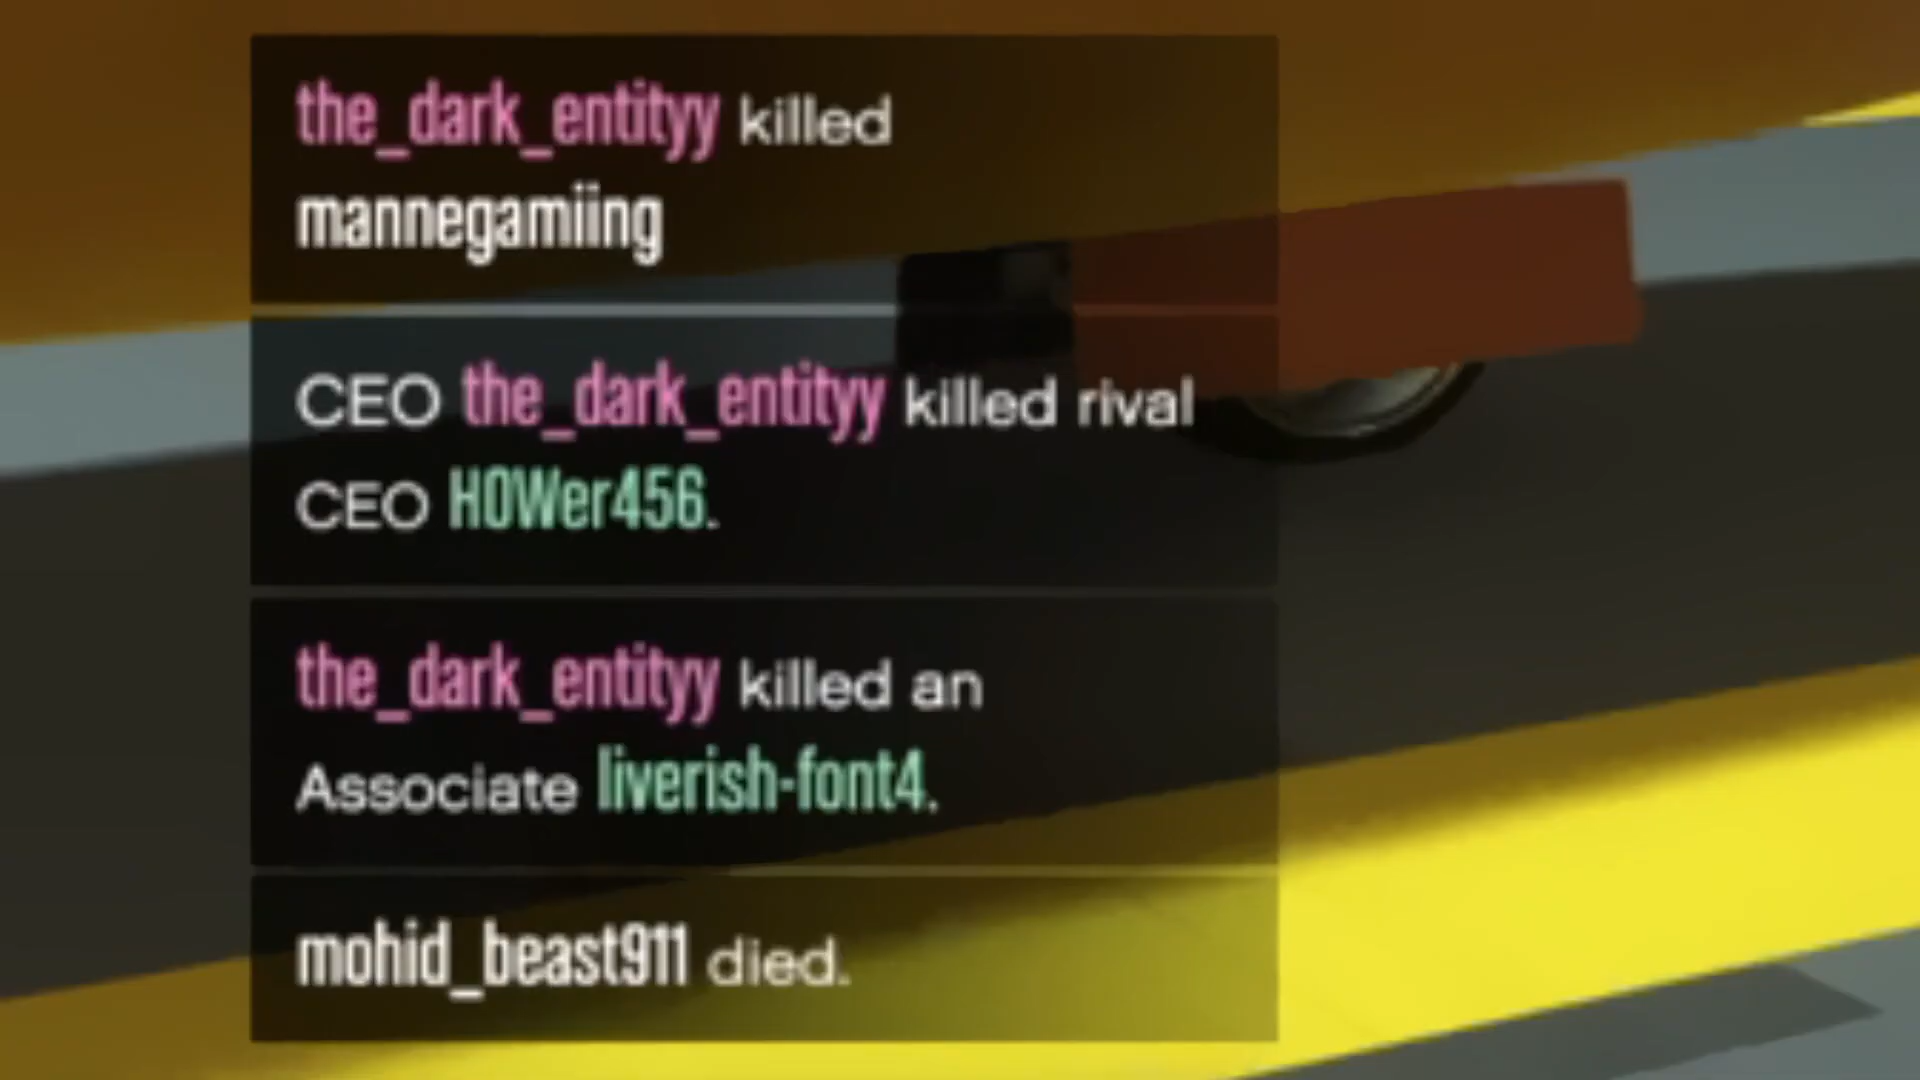 the_dark_entityy killed
mannegamiing
CEO the_dark_entityy killed rival
CEO H0Wer456.
the_dark_entityy killed an
Associate liverish-font4.
mohid_beast911 died.